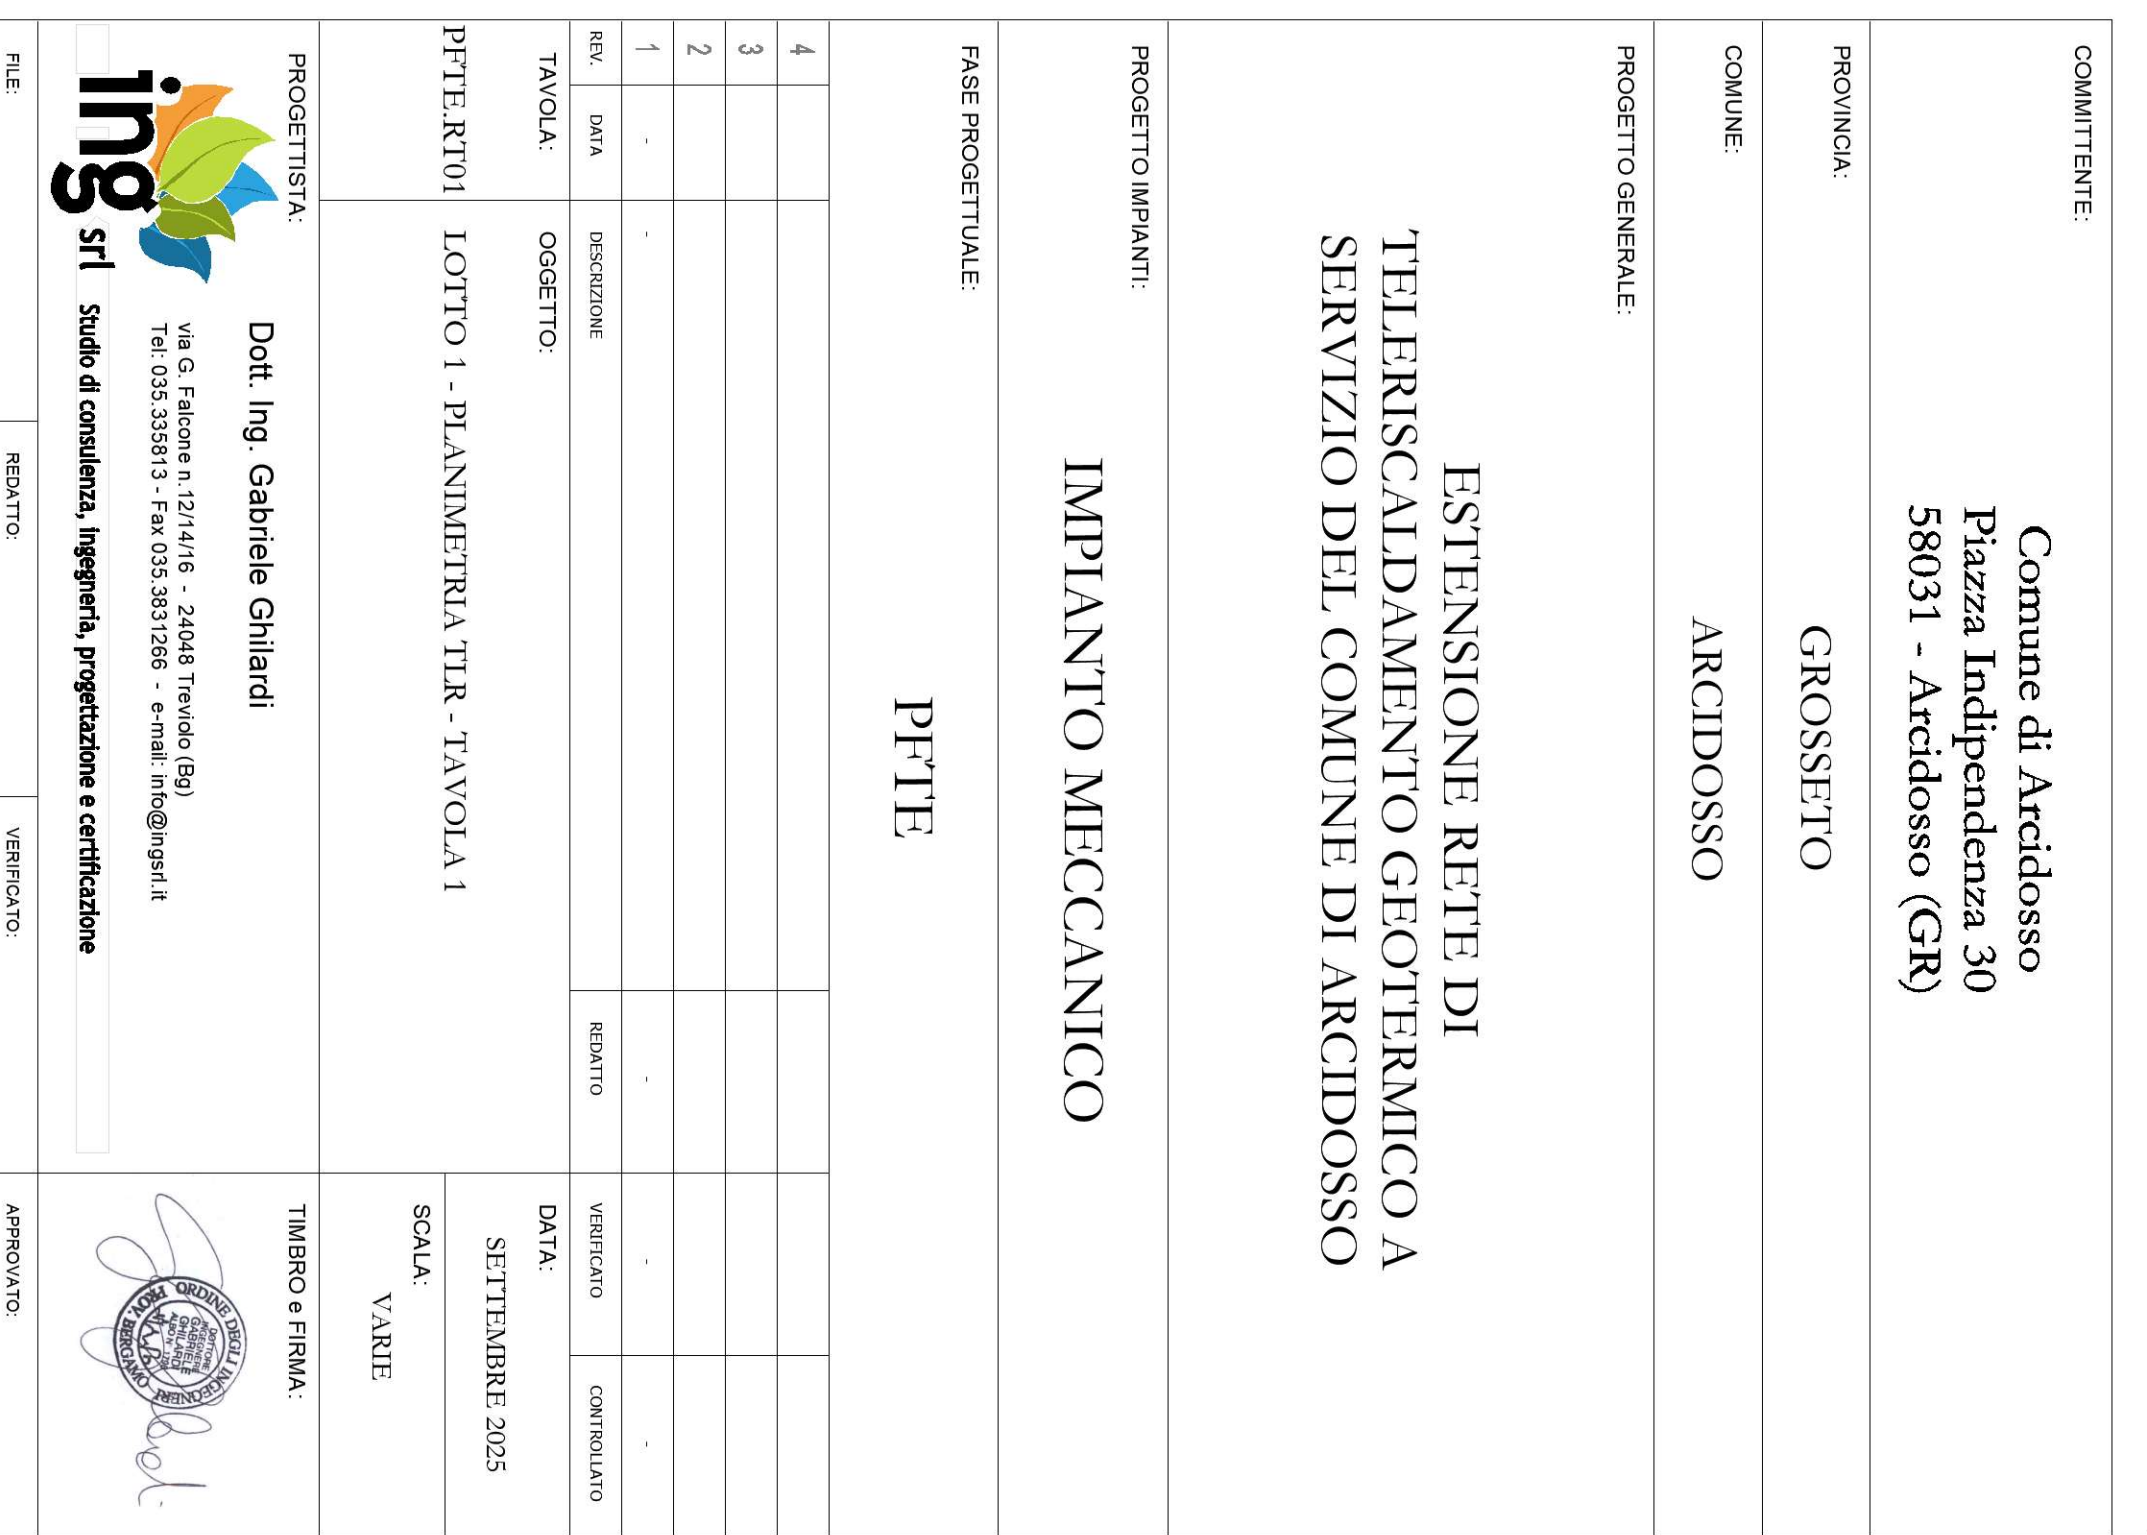 COMMITTENTE:
Comune di Arcidosso
Piazza Indipendenza 30
58031 - Arcidosso (GR)
PROVINCIA:
GROSSETO
COMUNE:
ARCIDOSSO
PROGETTO GENERALE:
ESTENSIONE RETE DI
TELERISCALDAMENTO GEOTERMICO A
SERVIZIO DEL COMUNE DI ARCIDOSSO
PROGETTO IMPIANTI:
IMPIANTO MECCANICO
FASE PROGETTUALE:
PFTE
4
3
2
1 - - - - -
REV. DATA DESCRIZIONE REDATTO VERIFICATO CONTROLLATO
TAVOLA: OGGETTO: DATA:
SETTEMBRE 2025
PFTE.RT01 LOTTO 1 - PLANIMETRIA TLR - TAVOLA 1
SCALA:
VARIE
PROGETTISTA: TIMBRO e FIRMA:
Dott. Ing. Gabriele Ghilardi
via G. Falcone n.12/14/16 - 24048 Treviolo (Bg)
Tel: 035.335813 - Fax 035.3831266 - e-mail: info@ingsrl.it
ing srl Studio di consulenza, ingegneria, progettazione e certificazione
ORDINE DEGLI INGEGNERI
PROV. BERGAMO
DOTTORE
INGEGNERE
GABRIELE
GHILARDI
FILE: REDATTO: VERIFICATO: APPROVATO: